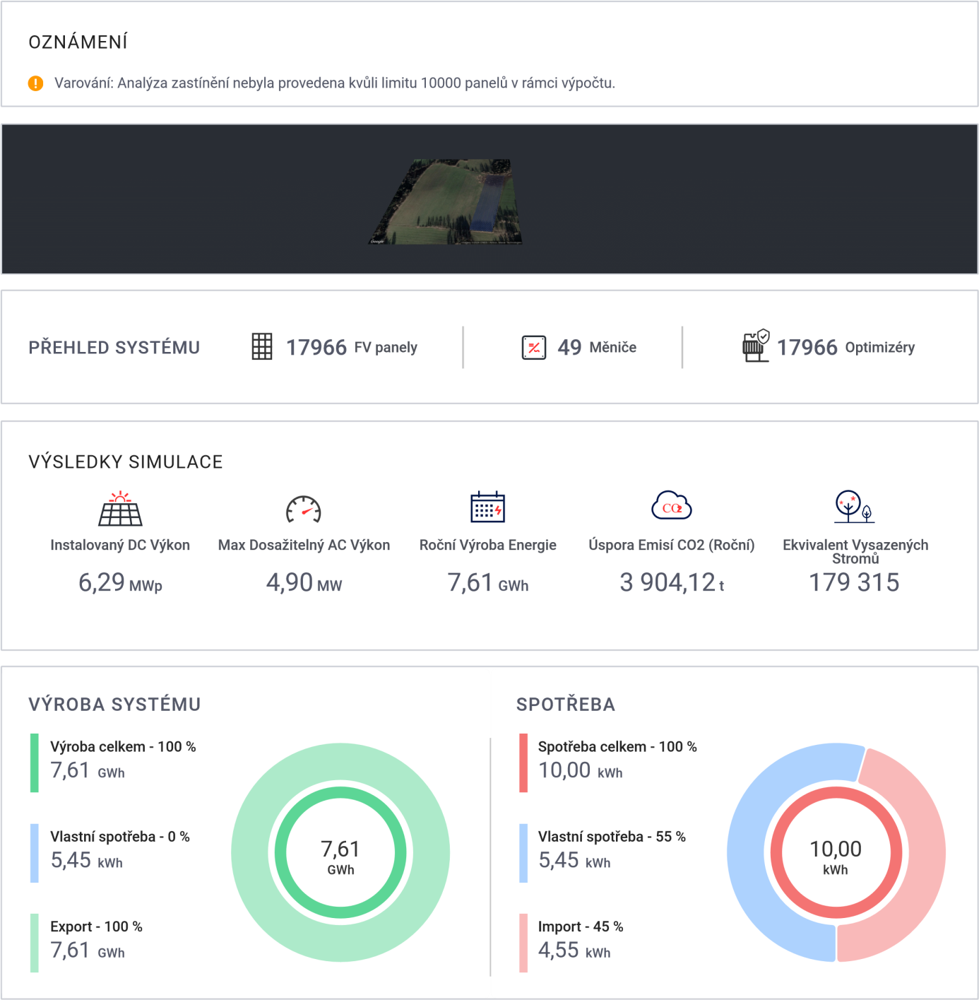 OZNÁMENÍ
Varování: Analýza zastínění nebyla provedena kvůli limitu 10000 panelů v rámci výpočtu.
Google
PŘEHLED SYSTÉMU
17966 FV panely
49 Měniče
17966 Optimizéry
VÝSLEDKY SIMULACE
CO2
Instalovaný DC Výkon
6,29 MWp
Max Dosažitelný AC Výkon
4,90 MW
Roční Výroba Energie
7,61 GWh
Úspora Emisí CO2 (Roční)
3 904,12 t
Ekvivalent Vysazených
Stromů
179 315
VÝROBA SYSTÉMU
Výroba celkem - 100 %
7,61 GWh
Vlastní spotřeba - 0 %
5,45 kWh
Export - 100 %
7,61 GWh
7,61
GWh
SPOTŘEBA
Spotřeba celkem - 100 %
10,00 kWh
Vlastní spotřeba - 55 %
5,45 kWh
Import - 45 %
4,55 kWh
10,00
kWh